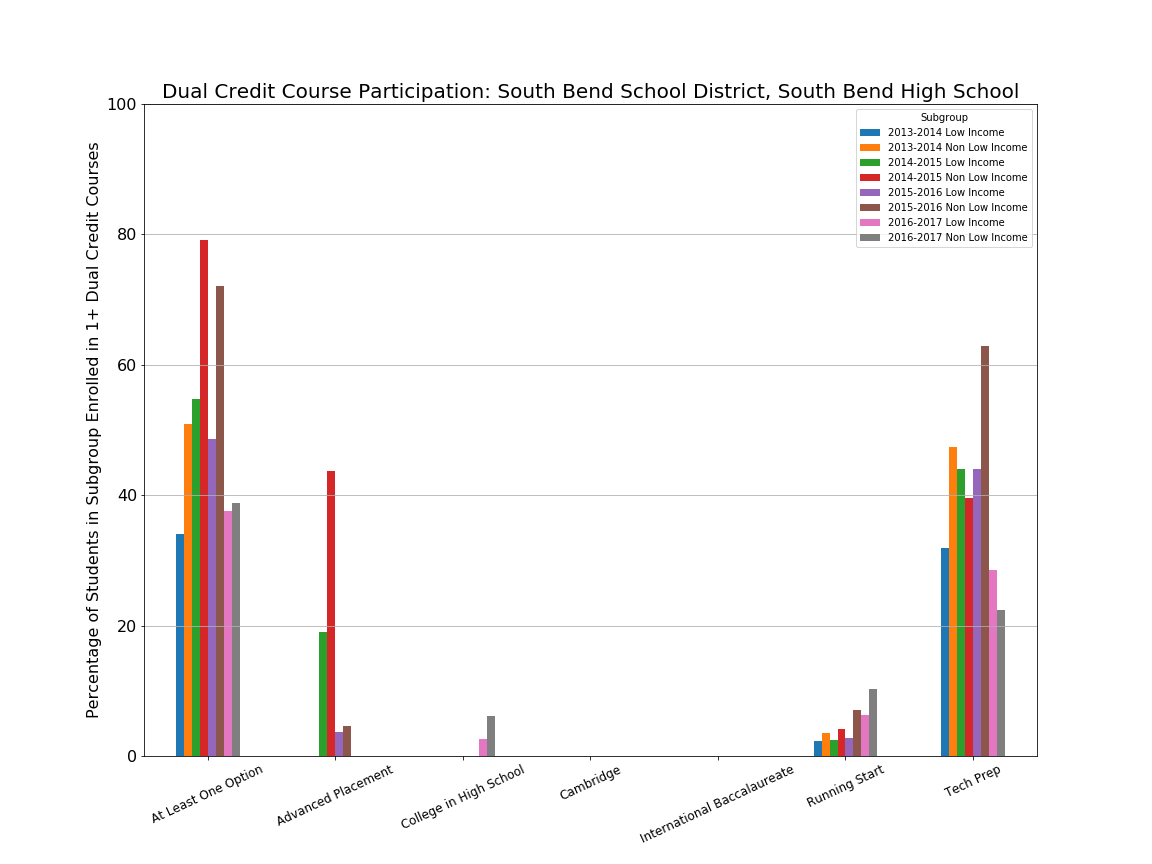 Dual Credit Course Participation: South Bend School District, South Bend High School
Percentage of Students in Subgroup Enrolled in 1+ Dual Credit Courses
100
80
60
40
20
0
Subgroup
2013-2014 Low Income
2013-2014 Non Low Income
2014-2015 Low Income
2014-2015 Non Low Income
2015-2016 Low Income
2015-2016 Non Low Income
2016-2017 Low Income
2016-2017 Non Low Income
At Least One Option
Advanced Placement
College in High School
Cambridge
International Baccalaureate
Running Start
Tech Prep